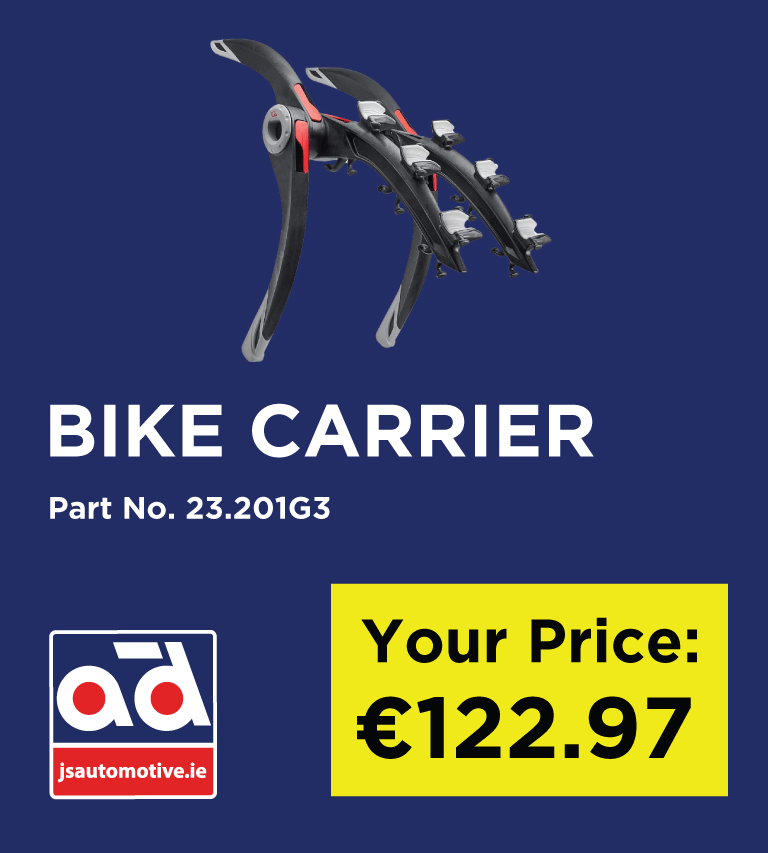 BIKE CARRIER
Part No. 23.201G3
Your Price:
€122.97
ad
jsautomotive.ie